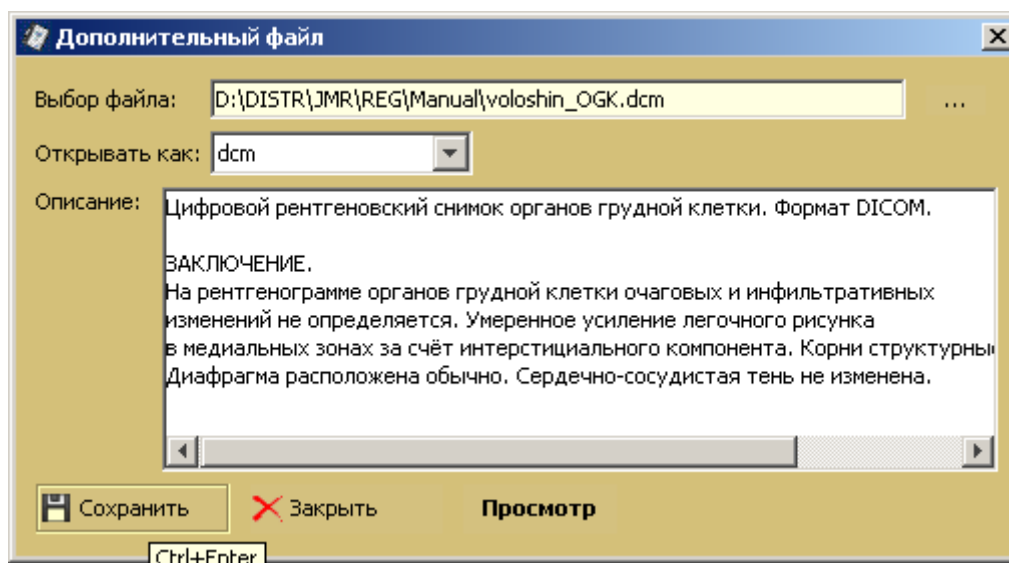 Дополнительный файл
Выбор файла: D:\DISTR\JMR\REG\Manual\voloshin_OGK.dcm ...
Открывать как: dcm
Описание: Цифровой рентгеновский снимок органов грудной клетки. Формат DICOM.
ЗАКЛЮЧЕНИЕ.
На рентгенограмме органов грудной клетки очаговых и инфильтративных
изменений не определяется. Умеренное усиление легочного рисунка
в медиальных зонах за счёт интерстициального компонента. Корни структурны
Диафрагма расположена обычно. Сердечно-сосудистая тень не изменена.
Сохранить Закрыть Просмотр
Ctrl+Enter